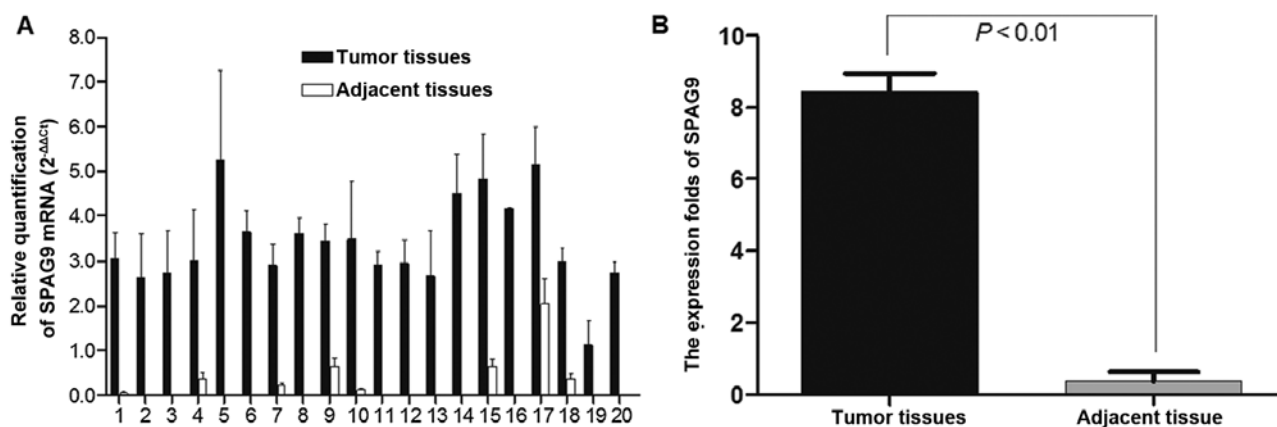 A
Relative quantification
of SPAG9 mRNA (2-ΔΔCt)
8.0
7.0
6.0
5.0
4.0
3.0
2.0
1.0
0.0
Tumor tissues
Adjacent tissues
1 2 3 4 5 6 7 8 9 10 11 12 13 14 15 16 17 18 19 20
B
P < 0.01
The expression folds of SPAG9
10
8
6
4
2
0
Tumor tissues
Adjacent tissue